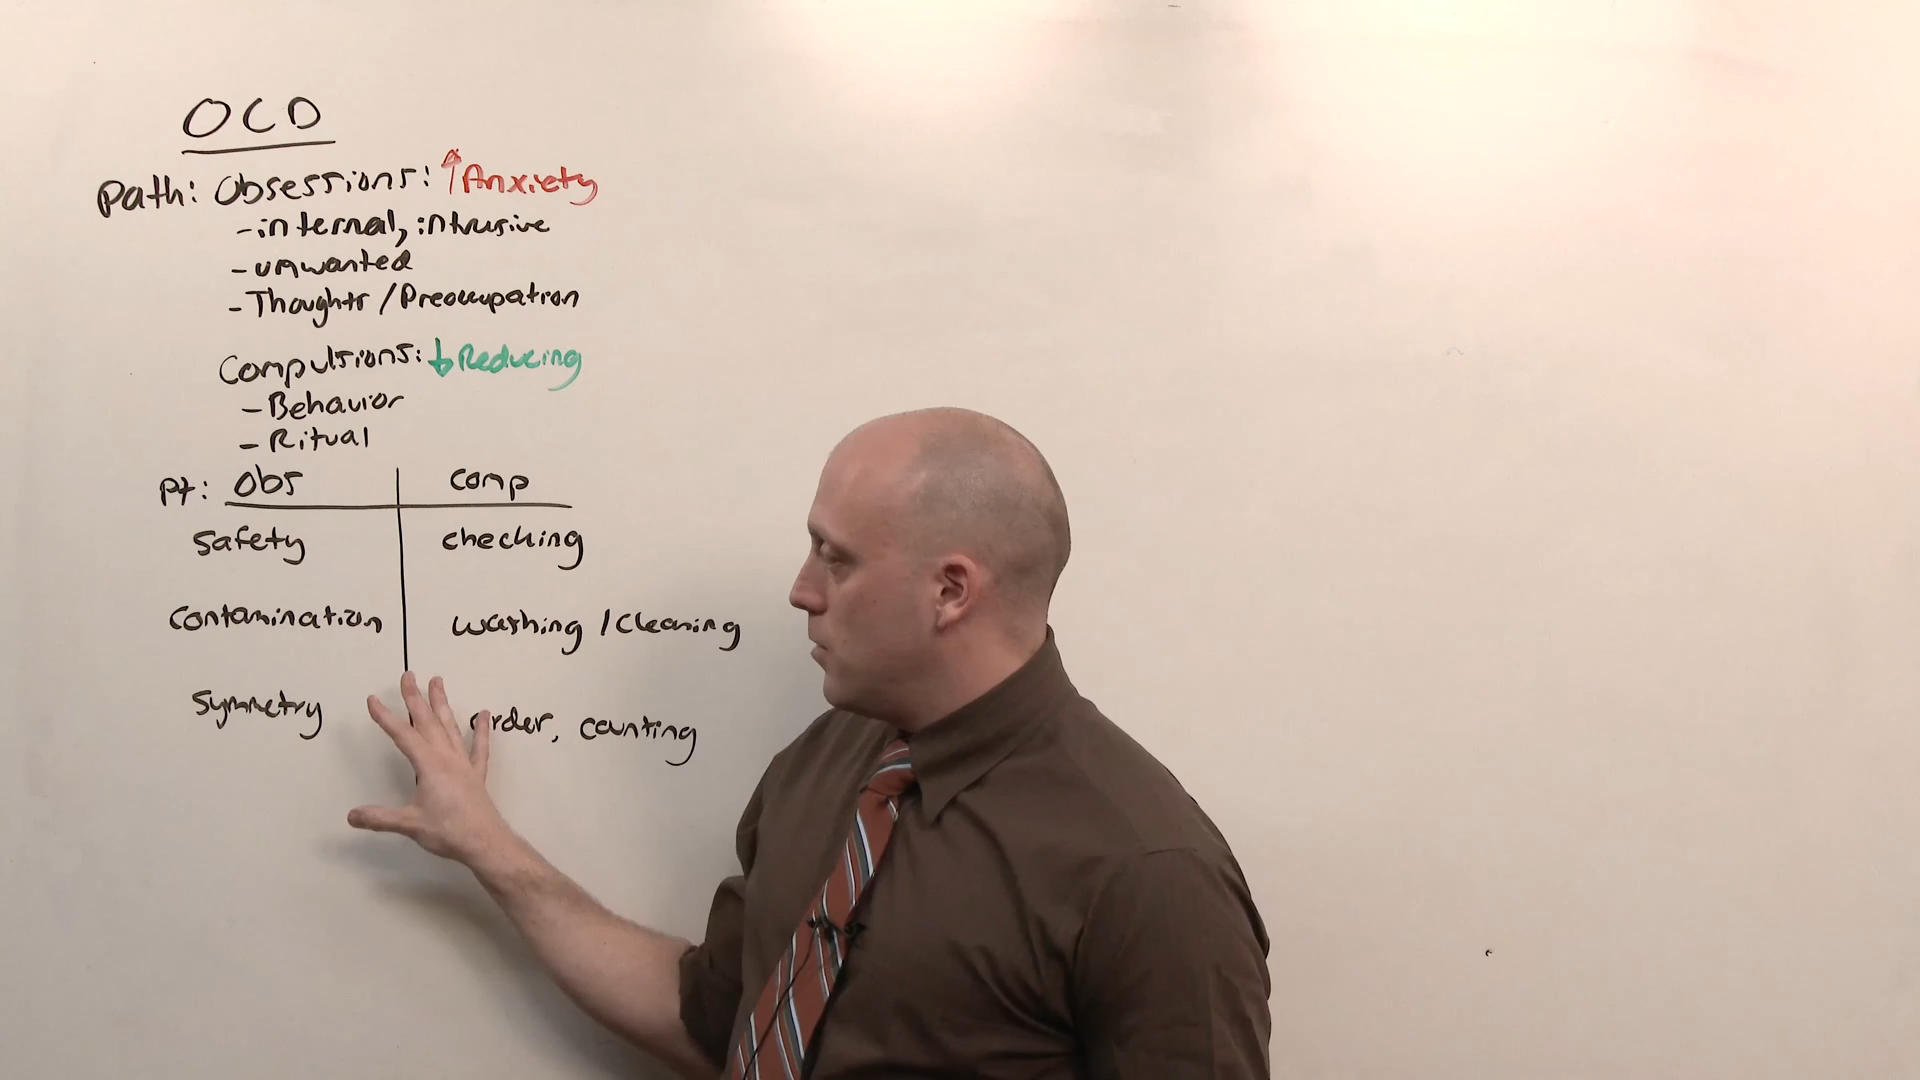 OCD
Path: Obsessions: ↑Anxiety
- internal, intrusive
- unwanted
- Thoughts / Preoccupation
Compulsions: ↓Reducing
- Behavior
- Ritual
Pt: Obs comp
safety checking
contamination washing / cleaning
symmetry order, counting